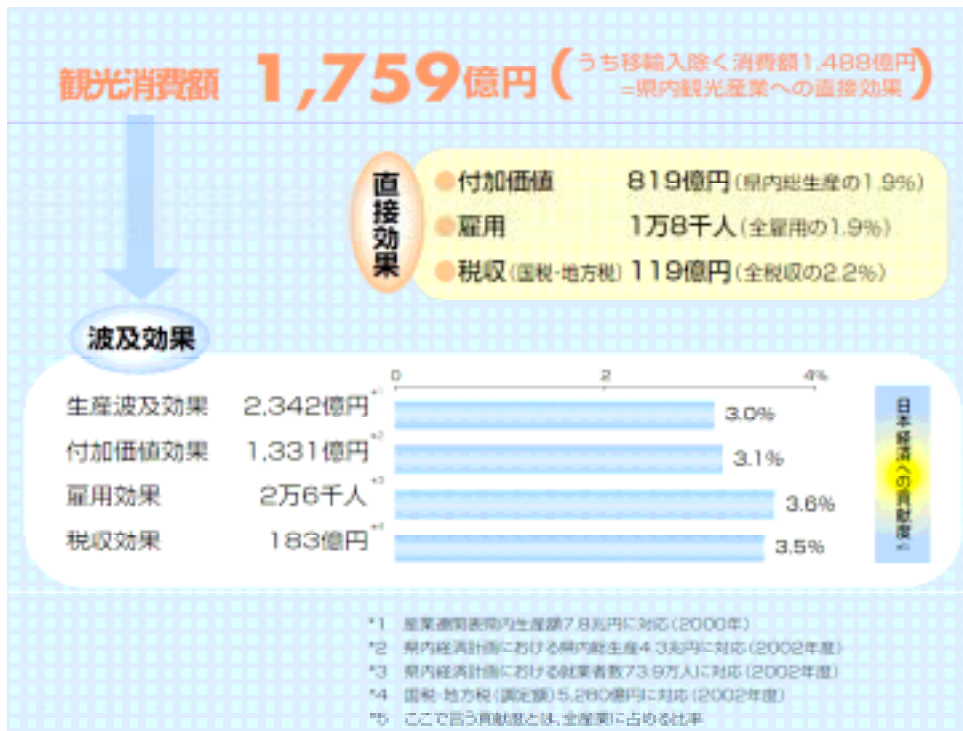 観光消費額 1,759億円(うち移輸入除く消費額1,488億円
=県内観光産業への直接効果)
直接効果
●付加価値 819億円(県内総生産の1.9%)
●雇用 1万8千人(全雇用の1.9%)
●税収(国税・地方税) 119億円(全税収の2.2%)
波及効果
0 2 4%
生産波及効果 2,342億円*1 3.0%
付加価値効果 1,331億円*2 3.1%
雇用効果 2万6千人*3 3.6%
税収効果 183億円*4 3.5%
日本経済への貢献度*5
*1 産業連関表県内生産額7.8兆円に対応(2000年)
*2 県内経済計画における県内総生産4.3兆円に対応(2002年度)
*3 県内経済計画における就業者数73.9万人に対応(2002年度)
*4 国税・地方税(調定額)5,260億円に対応(2002年度)
*5 ここで言う貢献度とは、全産業に占める比率